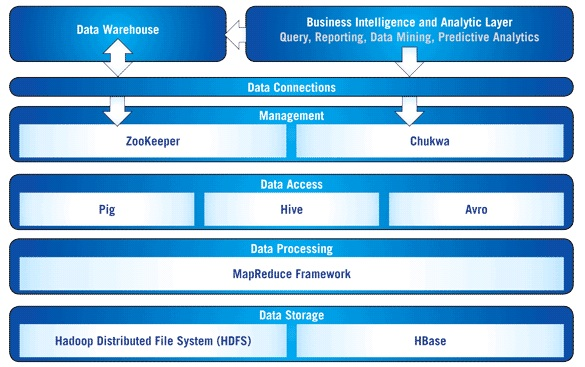 Data Warehouse
Business Intelligence and Analytic Layer
Query, Reporting, Data Mining, Predictive Analytics
Data Connections
Management
ZooKeeper
Chukwa
Data Access
Pig
Hive
Avro
Data Processing
MapReduce Framework
Data Storage
Hadoop Distributed File System (HDFS)
HBase